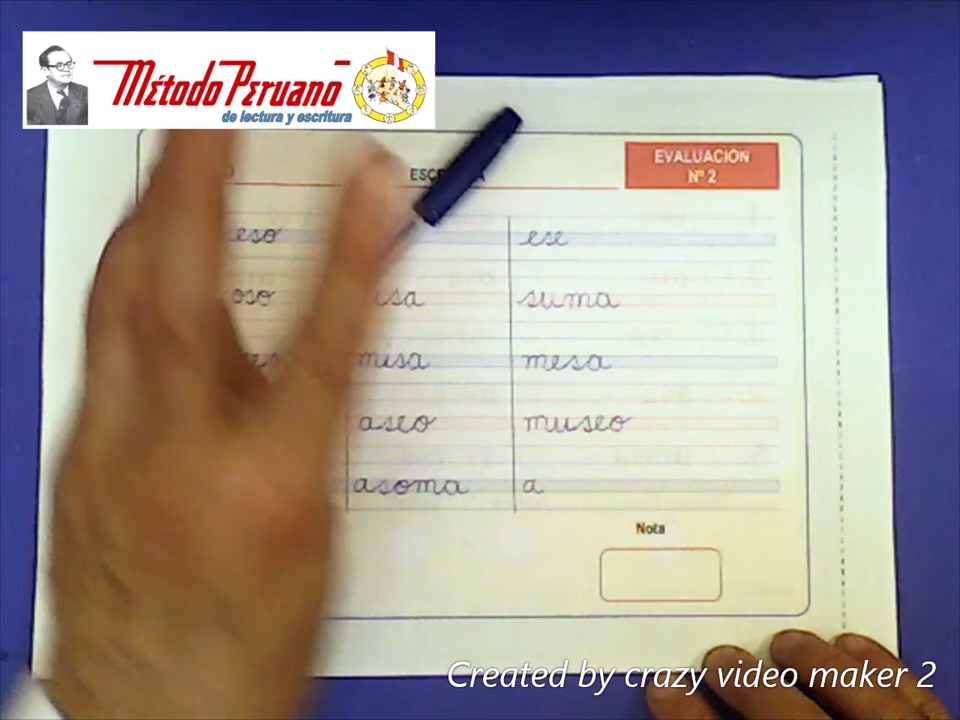 Método Peruano
de lectura y escritura
EVALUACIÓN
Nº 2
eso ese
oso suma
misa mesa
aseo museo
asoma a
Nota
Created by crazy video maker 2